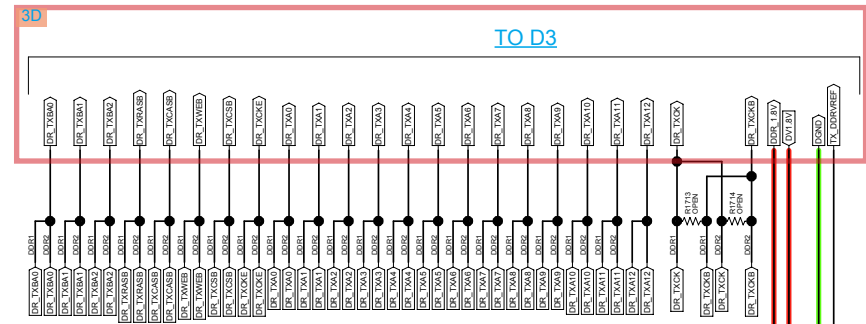 3D
TO D3
DR_TXBA0
DR_TXBA1
DR_TXBA2
DR_TXRASB
DR_TXCASB
DR_TXWEB
DR_TXCSB
DR_TXCKE
DR_TXA0
DR_TXA1
DR_TXA2
DR_TXA3
DR_TXA4
DR_TXA5
DR_TXA6
DR_TXA7
DR_TXA8
DR_TXA9
DR_TXA10
DR_TXA11
DR_TXA12
DR_TXCK
DR_TXCKB
DDR_1.8V
DV1.8V
DGND
TX_DDRVREF
R1713
OPEN
R1714
OPEN
DDR1
DDR2
DDR1
DDR2
DDR1
DDR2
DDR1
DDR2
DDR1
DDR2
DDR1
DDR2
DDR1
DDR2
DDR1
DDR2
DDR1
DDR2
DDR1
DDR2
DDR1
DDR2
DDR1
DDR2
DDR1
DDR2
DDR1
DDR2
DDR1
DDR2
DDR1
DDR2
DDR1
DDR2
DDR1
DDR2
DDR1
DDR2
DDR1
DDR2
DDR1
DDR2
DDR1
DDR1
DDR2
DDR2
DR_TXBA0
DR_TXBA0
DR_TXBA1
DR_TXBA1
DR_TXBA2
DR_TXBA2
DR_TXRASB
DR_TXRASB
DR_TXCASB
DR_TXCASB
DR_TXWEB
DR_TXWEB
DR_TXCSB
DR_TXCSB
DR_TXCKE
DR_TXCKE
DR_TXA0
DR_TXA0
DR_TXA1
DR_TXA1
DR_TXA2
DR_TXA2
DR_TXA3
DR_TXA3
DR_TXA4
DR_TXA4
DR_TXA5
DR_TXA5
DR_TXA6
DR_TXA6
DR_TXA7
DR_TXA7
DR_TXA8
DR_TXA8
DR_TXA9
DR_TXA9
DR_TXA10
DR_TXA10
DR_TXA11
DR_TXA11
DR_TXA12
DR_TXA12
DR_TXCK
DR_TXCKB
DR_TXCK
DR_TXCKB